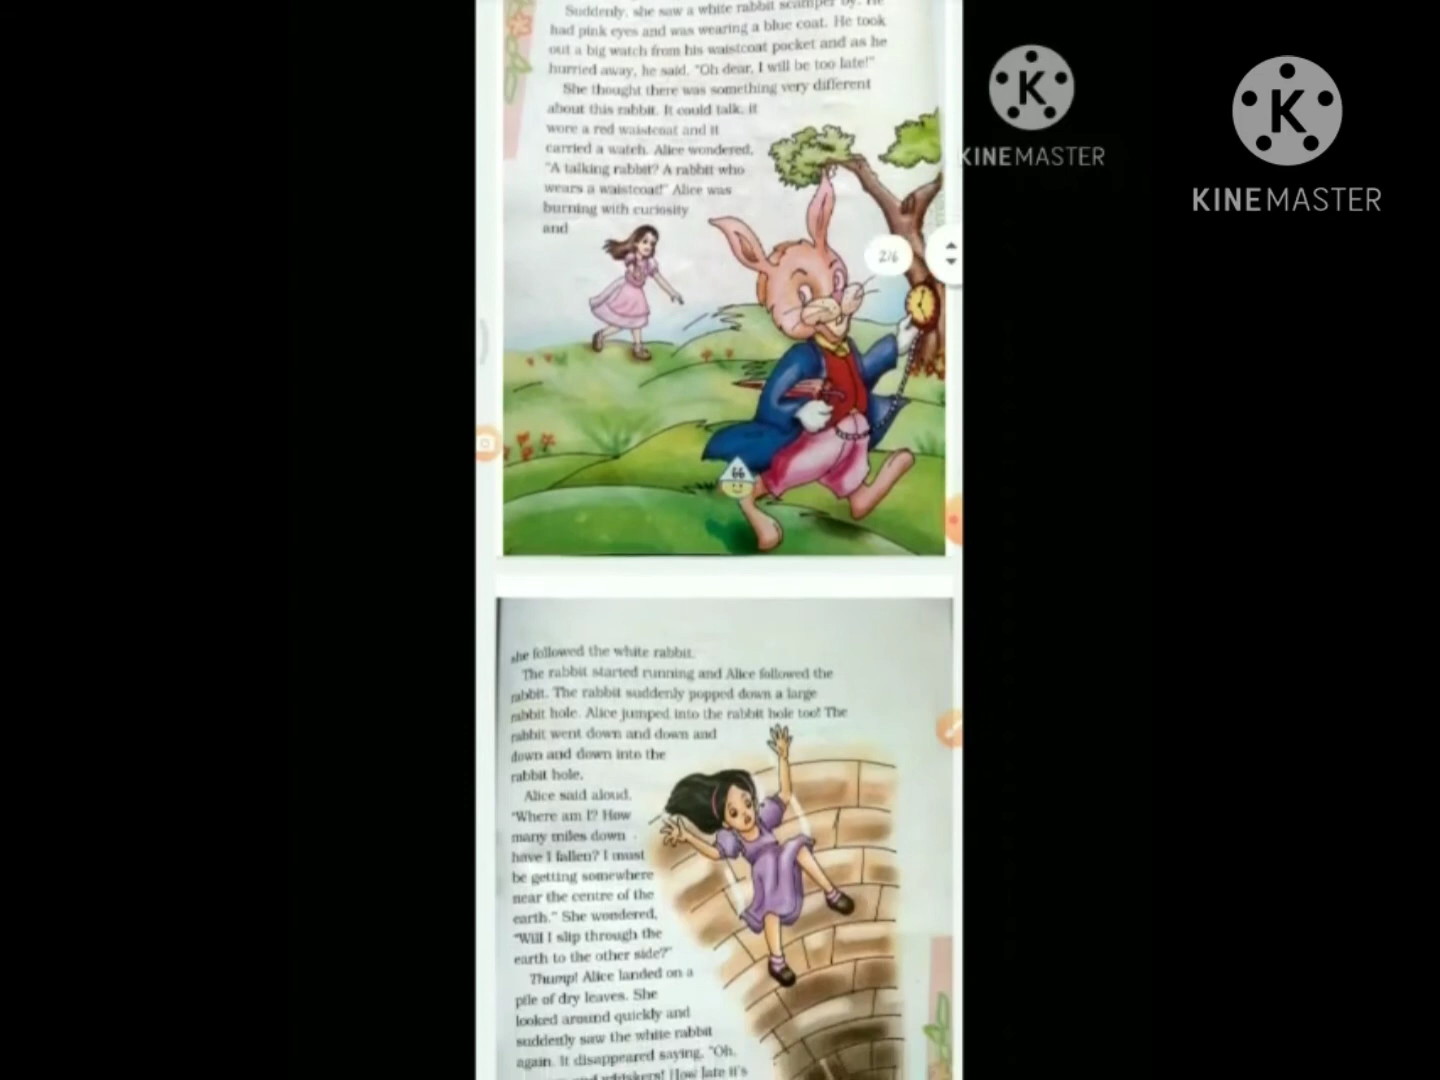 Suddenly, she saw a white rabbit scamper by. He
had pink eyes and was wearing a blue coat. He took
out a big watch from his waistcoat pocket and as he
hurried away, he said, "Oh dear, I will be too late!"
She thought there was something very different
about this rabbit. It could talk, it
wore a red waistcoat and it
carried a watch. Alice wondered,
"A talking rabbit? A rabbit who
wears a waistcoat!" Alice was
burning with curiosity
and
2/6
66
she followed the white rabbit.
The rabbit started running and Alice followed the
rabbit. The rabbit suddenly popped down a large
rabbit hole. Alice jumped into the rabbit hole too! The
rabbit went down and down and
down and down into the
rabbit hole.
Alice said aloud,
"Where am I? How
many miles down
have I fallen? I must
be getting somewhere
near the centre of the
earth." She wondered,
"Will I slip through the
earth to the other side?"
Thump! Alice landed on a
pile of dry leaves. She
looked around quickly and
suddenly saw the white rabbit
again. It disappeared saying, "Oh,
and whiskers! How late it's
K
KINEMASTER
K
KINEMASTER